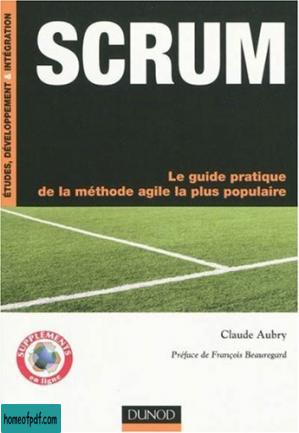 ÉTUDES, DÉVELOPPEMENT & INTÉGRATION
SCRUM
Le guide pratique
de la méthode agile la plus populaire
Claude Aubry
Préface de François Beauregard
SUPPLÉMENTS
en ligne
homeofpdf.com
DUNOD